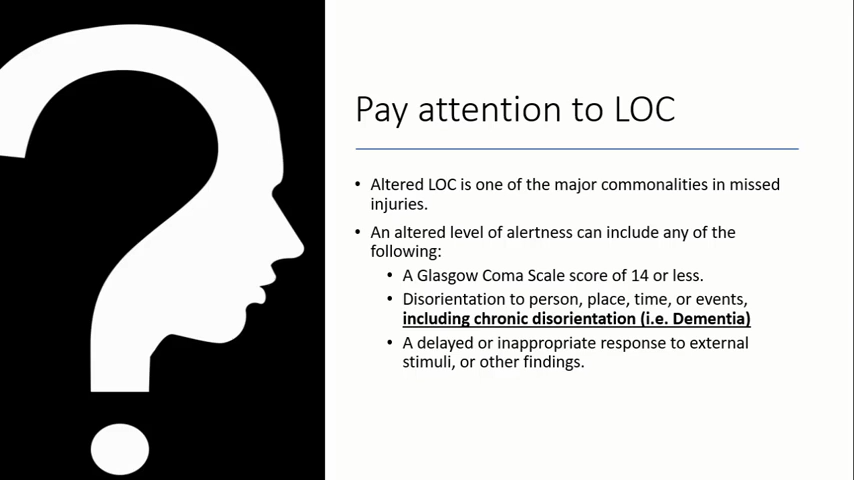 Pay attention to LOC
• Altered LOC is one of the major commonalities in missed
injuries.
• An altered level of alertness can include any of the
following:
• A Glasgow Coma Scale score of 14 or less.
• Disorientation to person, place, time, or events,
including chronic disorientation (i.e. Dementia)
• A delayed or inappropriate response to external
stimuli, or other findings.